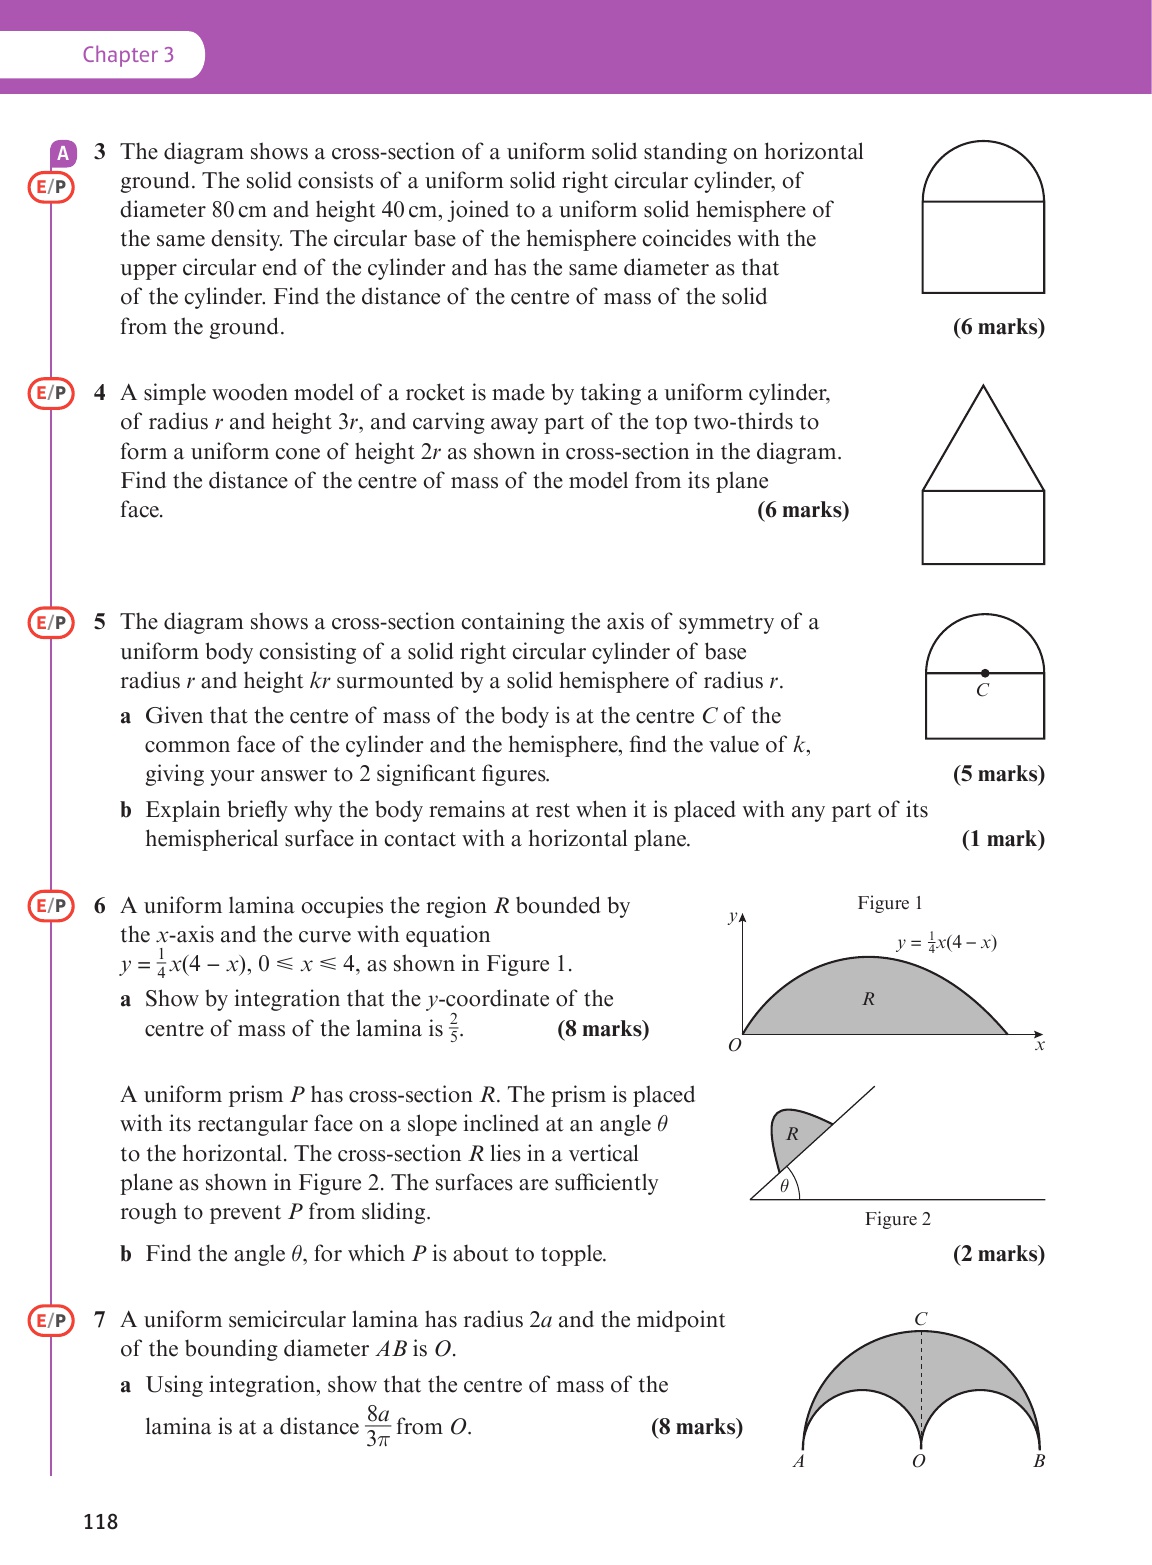 Chapter 3
A
E/P
3 The diagram shows a cross-section of a uniform solid standing on horizontal
ground. The solid consists of a uniform solid right circular cylinder, of
diameter 80 cm and height 40 cm, joined to a uniform solid hemisphere of
the same density. The circular base of the hemisphere coincides with the
upper circular end of the cylinder and has the same diameter as that
of the cylinder. Find the distance of the centre of mass of the solid
from the ground. (6 marks)
E/P
4 A simple wooden model of a rocket is made by taking a uniform cylinder,
of radius r and height 3r, and carving away part of the top two-thirds to
form a uniform cone of height 2r as shown in cross-section in the diagram.
Find the distance of the centre of mass of the model from its plane
face. (6 marks)
E/P
5 The diagram shows a cross-section containing the axis of symmetry of a
uniform body consisting of a solid right circular cylinder of base
radius r and height kr surmounted by a solid hemisphere of radius r.
C
a Given that the centre of mass of the body is at the centre C of the
common face of the cylinder and the hemisphere, find the value of k,
giving your answer to 2 significant figures. (5 marks)
b Explain briefly why the body remains at rest when it is placed with any part of its
hemispherical surface in contact with a horizontal plane. (1 mark)
E/P
6 A uniform lamina occupies the region R bounded by
the x-axis and the curve with equation
y = 1/4 x(4 − x), 0 ⩽ x ⩽ 4, as shown in Figure 1.
a Show by integration that the y-coordinate of the
centre of mass of the lamina is 2/5. (8 marks)
Figure 1
y
y = 1/4 x(4 − x)
R
O
x
A uniform prism P has cross-section R. The prism is placed
with its rectangular face on a slope inclined at an angle θ
to the horizontal. The cross-section R lies in a vertical
plane as shown in Figure 2. The surfaces are sufficiently
rough to prevent P from sliding.
R
θ
Figure 2
b Find the angle θ, for which P is about to topple. (2 marks)
E/P
7 A uniform semicircular lamina has radius 2a and the midpoint
of the bounding diameter AB is O.
a Using integration, show that the centre of mass of the
lamina is at a distance 8a/3π from O. (8 marks)
C
A
O
B
118